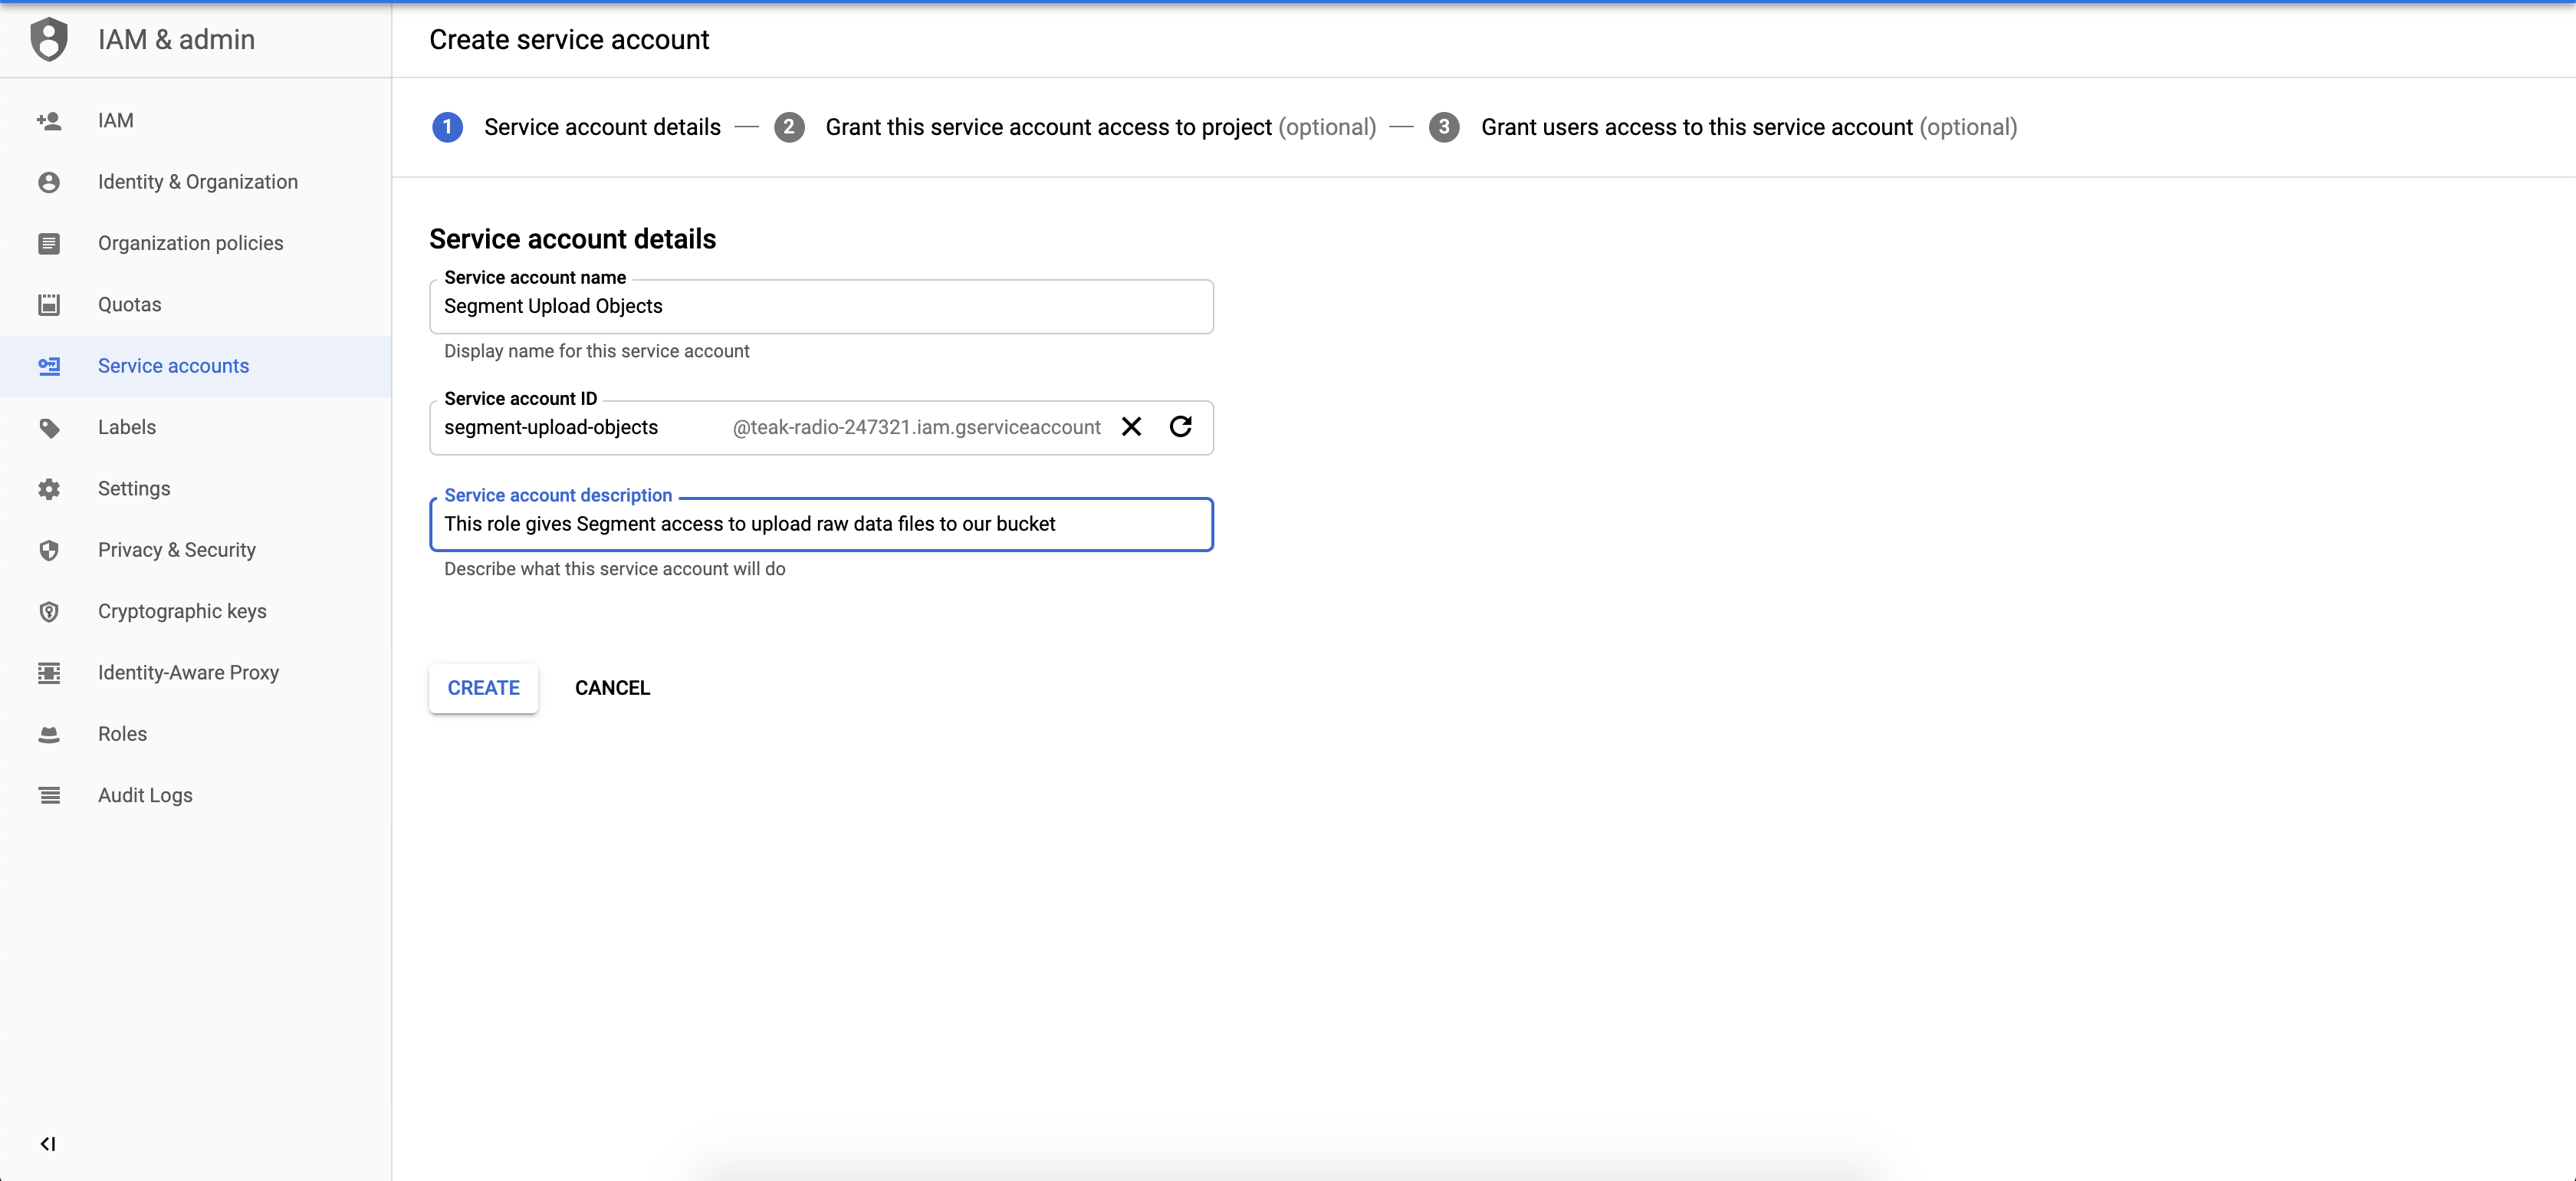 IAM & admin
Create service account
1 Service account details — 2 Grant this service account access to project (optional) — 3 Grant users access to this service account (optional)
IAM
Identity & Organization
Organization policies
Quotas
Service accounts
Labels
Settings
Privacy & Security
Cryptographic keys
Identity-Aware Proxy
Roles
Audit Logs
Service account details
Service account name
Segment Upload Objects
Display name for this service account
Service account ID
segment-upload-objects @teak-radio-247321.iam.gserviceaccount
Service account description
This role gives Segment access to upload raw data files to our bucket
Describe what this service account will do
CREATE CANCEL